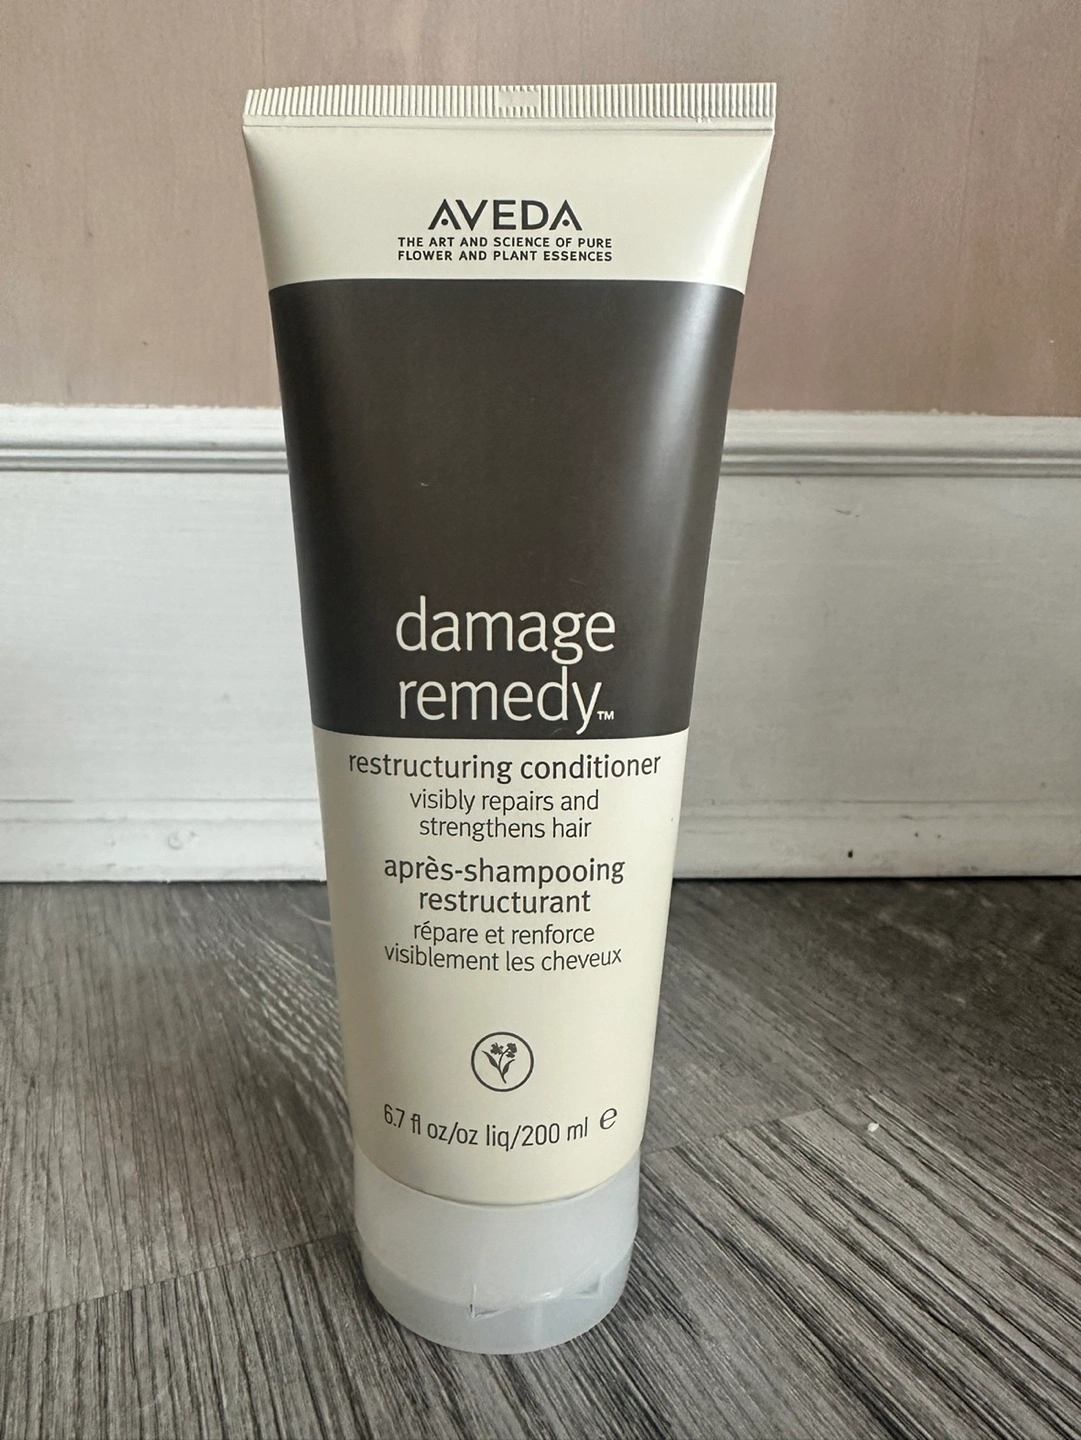 AVEDA
THE ART AND SCIENCE OF PURE
FLOWER AND PLANT ESSENCES
damage
remedy™
restructuring conditioner
visibly repairs and
strengthens hair
après-shampooing
restructurant
répare et renforce
visiblement les cheveux
6.7 fl oz/oz liq/200 ml ℮